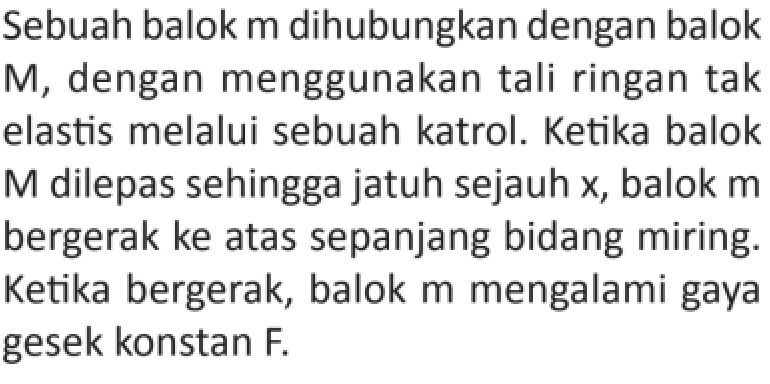 Sebuah balok m dihubungkan dengan balok
M, dengan menggunakan tali ringan tak
elastis melalui sebuah katrol. Ketika balok
M dilepas sehingga jatuh sejauh x, balok m
bergerak ke atas sepanjang bidang miring.
Ketika bergerak, balok m mengalami gaya
gesek konstan F.